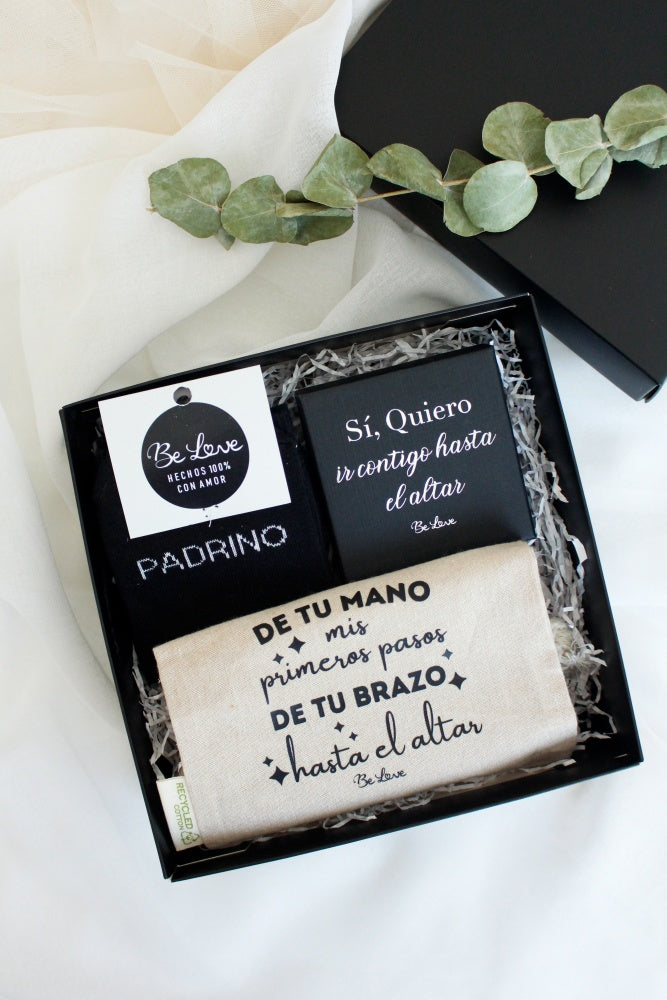 Be Love
HECHOS 100%
CON AMOR
PADRINO
Sí, Quiero
ir contigo hasta
el altar
Be Love
DE TU MANO
mis
primeros pasos
DE TU BRAZO
hasta el altar
Be Love
RECYCLED
COTTON